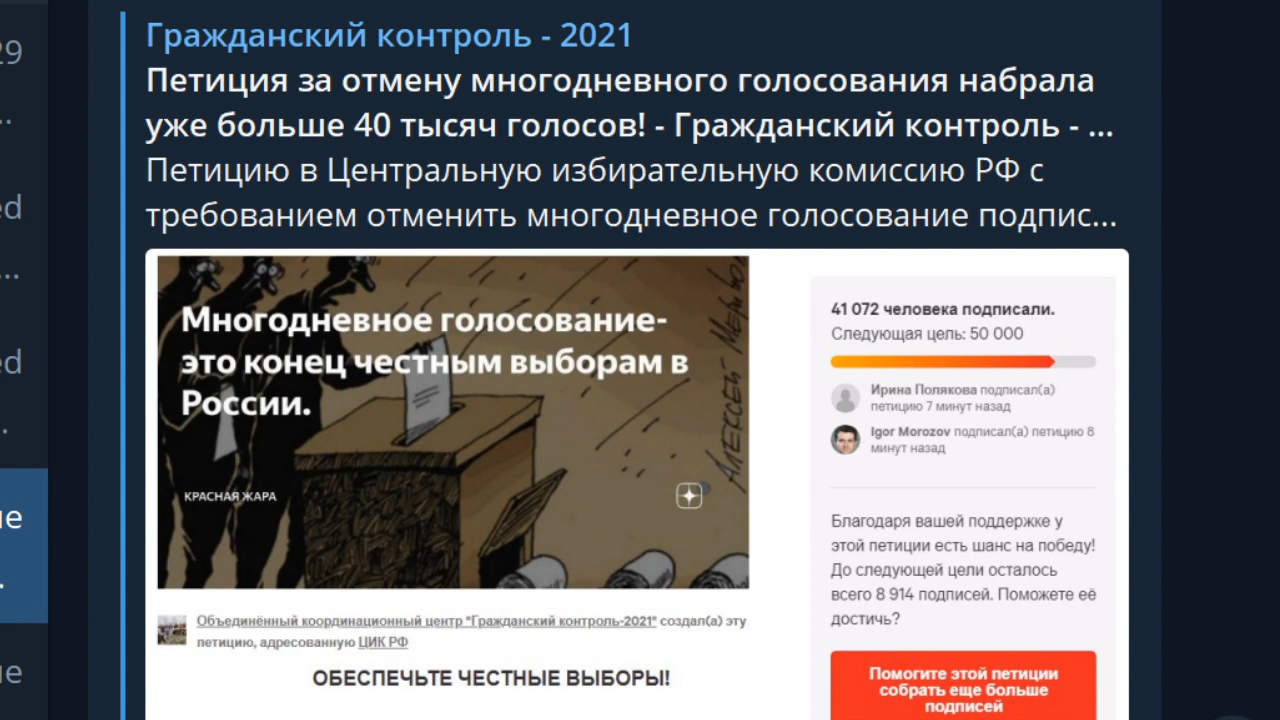 29
Гражданский контроль - 2021
Петиция за отмену многодневного голосования набрала
уже больше 40 тысяч голосов! - Гражданский контроль - ...
Петицию в Центральную избирательную комиссию РФ с
требованием отменить многодневное голосование подпис...
Многодневное голосование-
это конец честным выборам в
России.
КРАСНАЯ ЖАРА
АЛЕКСЕЙ
41 072 человека подписали.
Следующая цель: 50 000
Ирина Полякова подписал(а)
петицию 7 минут назад
Igor Morozov подписал(а) петицию 8
минут назад
Благодаря вашей поддержке у
этой петиции есть шанс на победу!
До следующей цели осталось
всего 8 914 подписей. Поможете её
достичь?
Помогите этой петиции
собрать еще больше
подписей
Объединённый координационный центр "Гражданский контроль-2021" создал(а) эту
петицию, адресованную ЦИК РФ
ОБЕСПЕЧЬТЕ ЧЕСТНЫЕ ВЫБОРЫ!